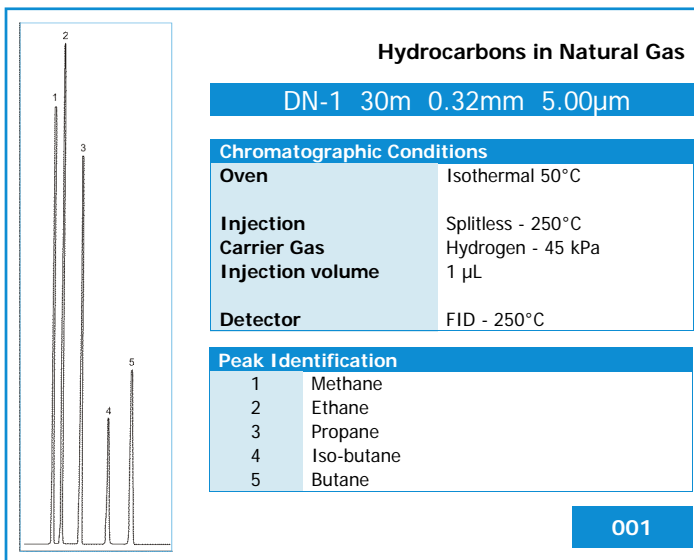 2
1
3
5
4
Hydrocarbons in Natural Gas
DN-1 30m 0.32mm 5.00µm
Chromatographic Conditions
Oven Isothermal 50°C
Injection Splitless - 250°C
Carrier Gas Hydrogen - 45 kPa
Injection volume 1 µL
Detector FID - 250°C
Peak Identification
1 Methane
2 Ethane
3 Propane
4 Iso-butane
5 Butane
001